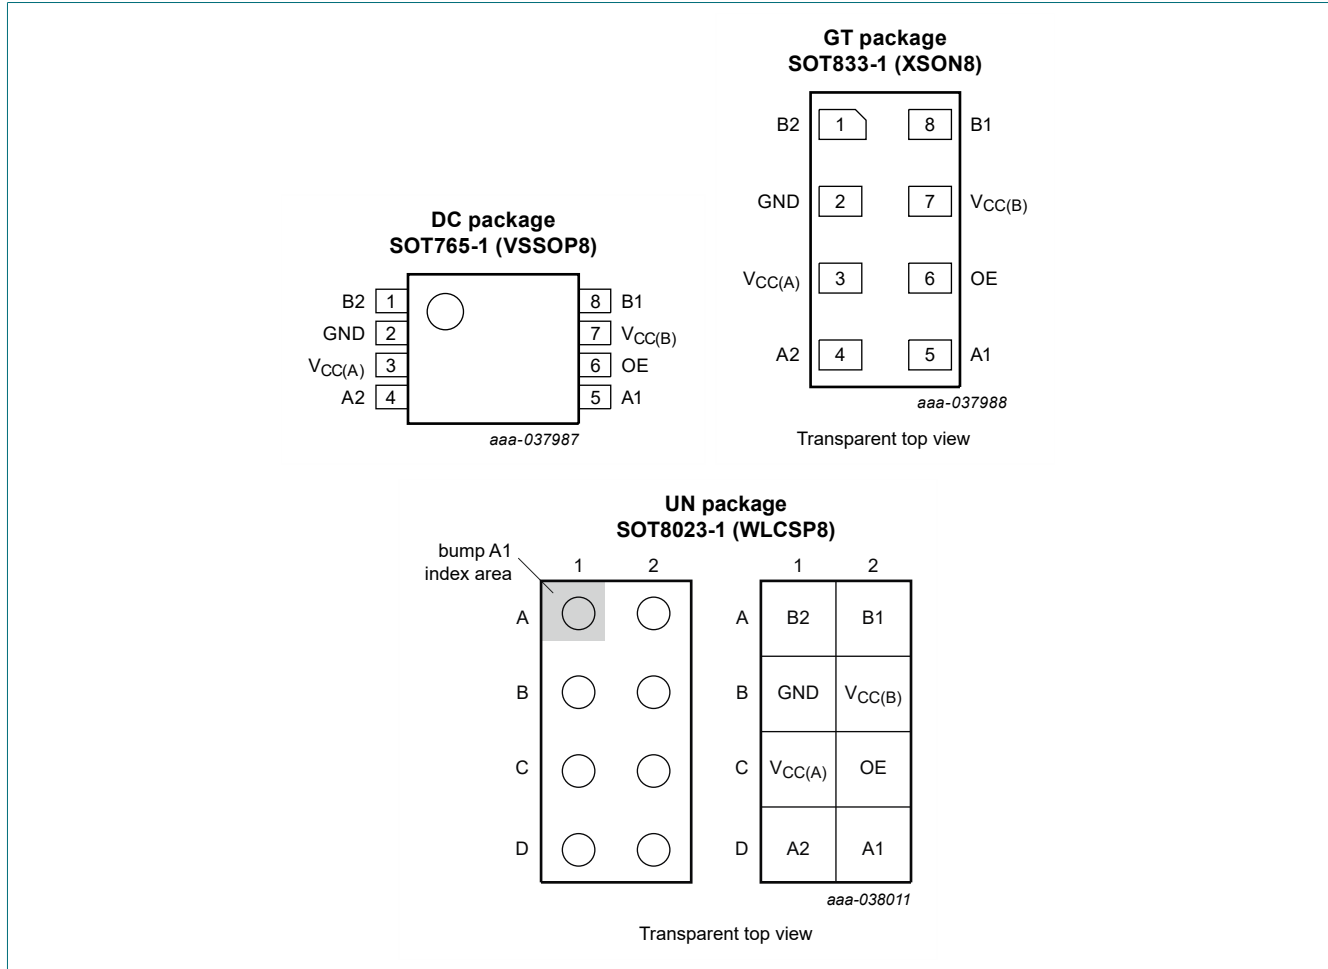 GT package
SOT833-1 (XSON8)
B2 1 8 B1
GND 2 7 VCC(B)
VCC(A) 3 6 OE
A2 4 5 A1
aaa-037988
Transparent top view
DC package
SOT765-1 (VSSOP8)
B2 1 8 B1
GND 2 7 VCC(B)
VCC(A) 3 6 OE
A2 4 5 A1
aaa-037987
UN package
SOT8023-1 (WLCSP8)
bump A1
index area
1 2
A
B
C
D
1 2
A B2 B1
B GND VCC(B)
C VCC(A) OE
D A2 A1
aaa-038011
Transparent top view